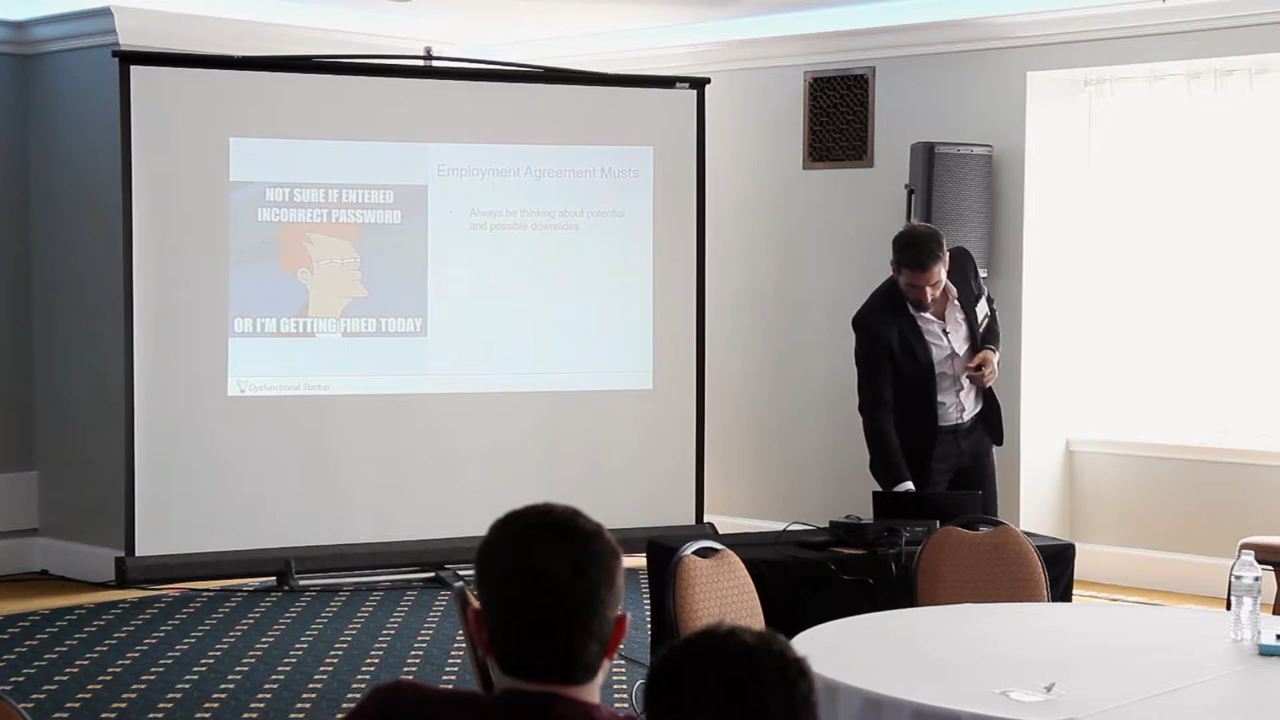 NOT SURE IF ENTERED
INCORRECT PASSWORD
OR I'M GETTING FIRED TODAY
Employment Agreement Musts
Always be thinking about potential
and possible downsides
Dysfunctional Startup